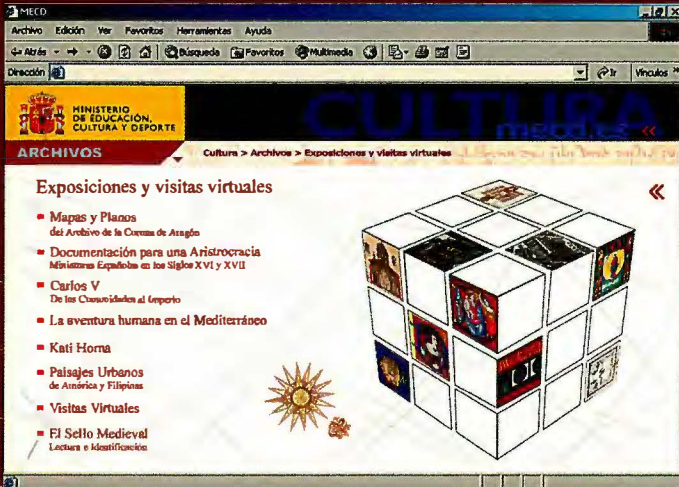 MECD
Archivo Edición Ver Favoritos Herramientas Ayuda
Atrás Búsqueda Favoritos Multimedia
Dirección Ir Vínculos »
MINISTERIO
DE EDUCACIÓN,
CULTURA Y DEPORTE
CULTURA
mecd.es «
ARCHIVOS
Cultura > Archivos > Exposiciones y visitas virtuales
Exposiciones y visitas virtuales
«
Mapas y Planos
del Archivo de la Corona de Aragón
Documentación para una Aristocracia
Miniaturas Españolas en los Siglos XVI y XVII
Carlos V
De las Comunidades al Imperio
La aventura humana en el Mediterráneo
Kati Horna
Paisajes Urbanos
de América y Filipinas
Visitas Virtuales
El Sello Medieval
Lectura e Identificación